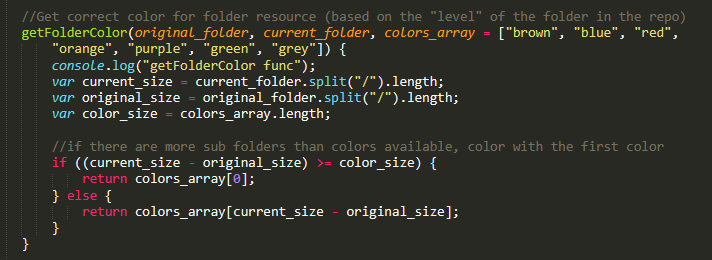 //Get correct color for folder resource (based on the "level" of the folder in the repo)
getFolderColor(original_folder, current_folder, colors_array = ["brown", "blue", "red",
"orange", "purple", "green", "grey"]) {
console.log("getFolderColor func");
var current_size = current_folder.split("/").length;
var original_size = original_folder.split("/").length;
var color_size = colors_array.length;
//if there are more sub folders than colors available, color with the first color
if ((current_size - original_size) >= color_size) {
return colors_array[0];
} else {
return colors_array[current_size - original_size];
}
}